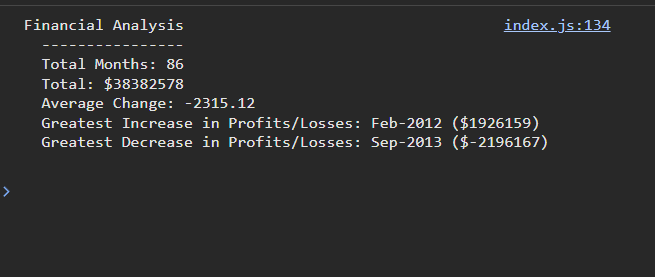 Financial Analysis index.js:134
----------------
Total Months: 86
Total: $38382578
Average Change: -2315.12
Greatest Increase in Profits/Losses: Feb-2012 ($1926159)
Greatest Decrease in Profits/Losses: Sep-2013 ($-2196167)
>